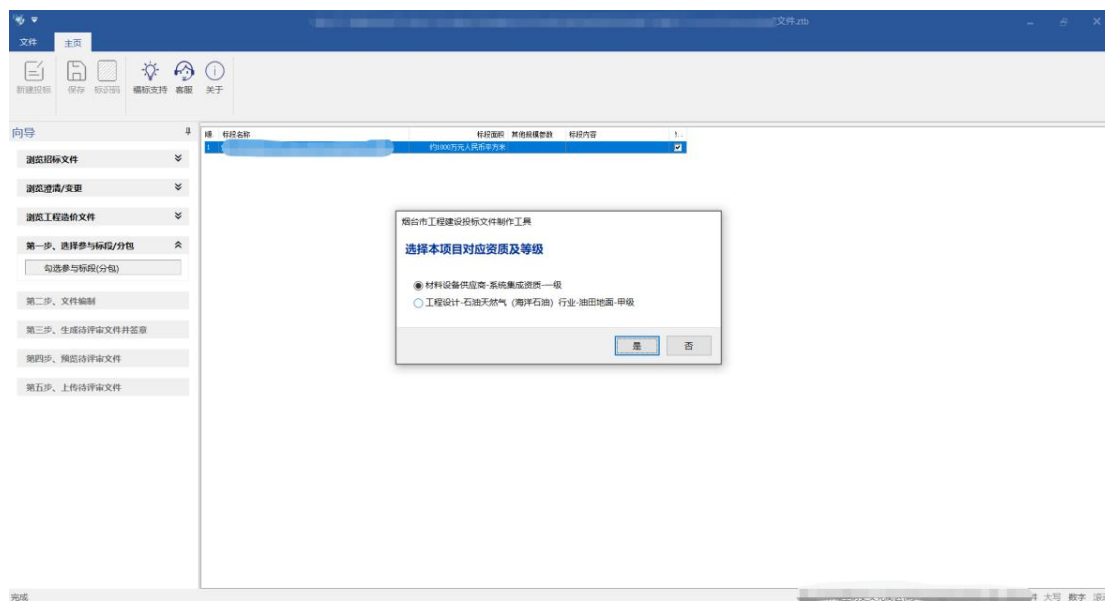 文件.ztb
文件 主页
新建投标 保存 标识码 编标支持 客服 关于
向导
标段名称 标段面积 其他规模参数 标段内容
1 约1000万元人民币平方米
浏览招标文件
浏览澄清/变更
浏览工程造价文件
第一步、选择参与标段/分包
勾选参与标段(分包)
第二步、文件编制
第三步、生成待评审文件并签章
第四步、预览待评审文件
第五步、上传待评审文件
烟台市工程建设投标文件制作工具
选择本项目对应资质及等级
材料设备供应商-系统集成资质-一级
工程设计-石油天然气（海洋石油）行业-油田地面-甲级
是 否
完成
大写 数字